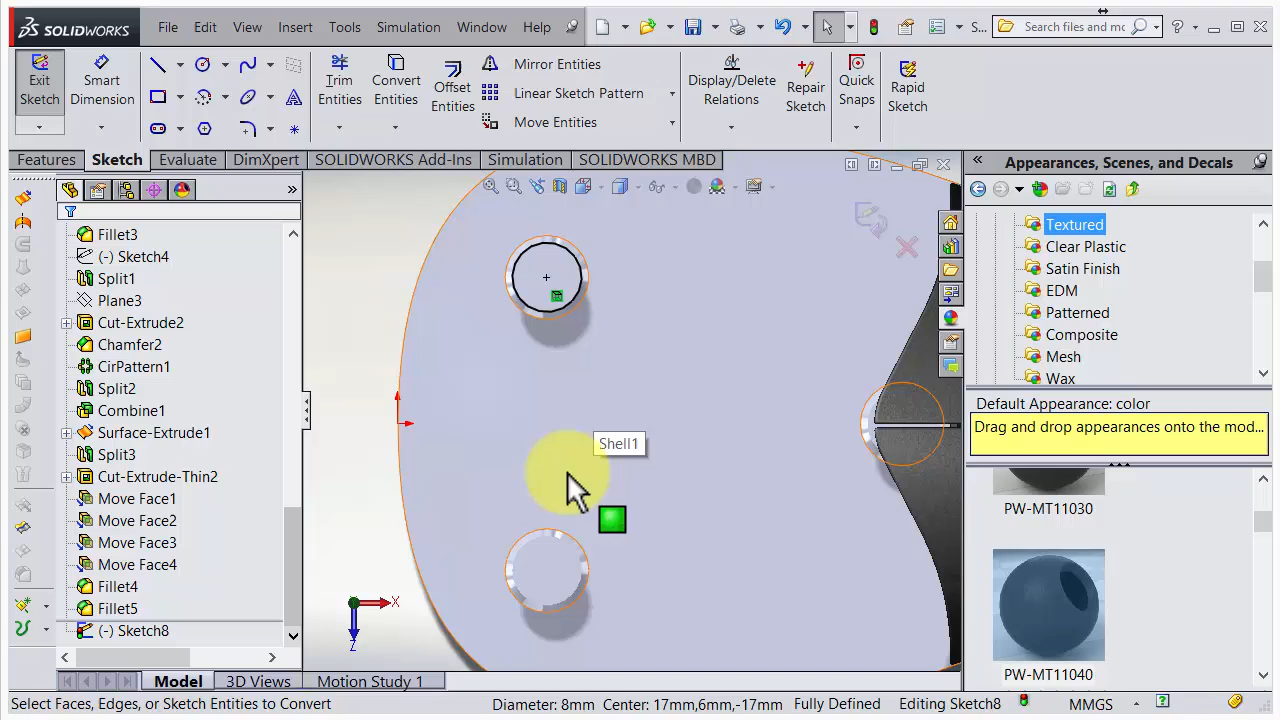 SOLIDWORKS File Edit View Insert Tools Simulation Window Help S... Search files and mo ?
Exit Sketch
Smart Dimension
Trim Entities
Convert Entities
Offset Entities
Mirror Entities
Linear Sketch Pattern
Move Entities
Display/Delete Relations
Repair Sketch
Quick Snaps
Rapid Sketch
Features Sketch Evaluate DimXpert SOLIDWORKS Add-Ins Simulation SOLIDWORKS MBD
Fillet3
(-) Sketch4
Split1
Plane3
Cut-Extrude2
Chamfer2
CirPattern1
Split2
Combine1
Surface-Extrude1
Split3
Cut-Extrude-Thin2
Move Face1
Move Face2
Move Face3
Move Face4
Fillet4
Fillet5
(-) Sketch8
Shell1
X
Z
Appearances, Scenes, and Decals
Textured
Clear Plastic
Satin Finish
EDM
Patterned
Composite
Mesh
Wax
Default Appearance: color
Drag and drop appearances onto the mod...
PW-MT11030
PW-MT11040
Model 3D Views Motion Study 1
Select Faces, Edges, or Sketch Entities to Convert Diameter: 8mm Center: 17mm,6mm,-17mm Fully Defined Editing Sketch8 MMGS